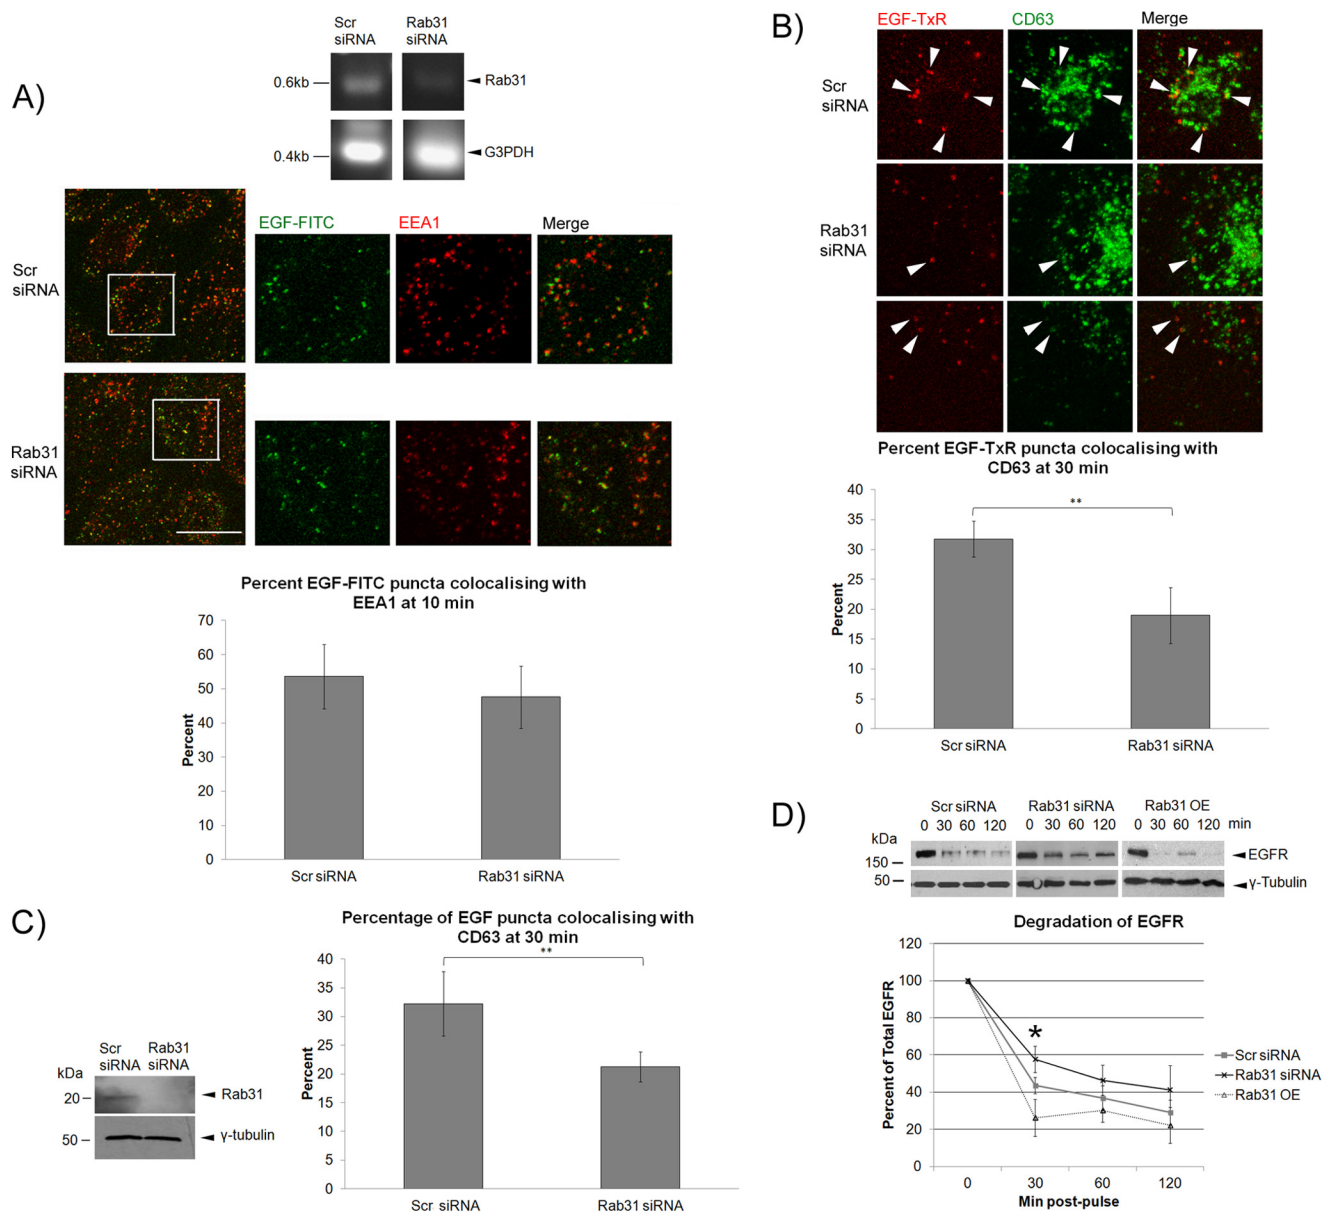 A)
Scr
siRNA
Rab31
siRNA
0.6kb
Rab31
0.4kb
G3PDH
EGF-FITC
EEA1
Merge
Scr
siRNA
Rab31
siRNA
Percent EGF-FITC puncta colocalising with
EEA1 at 10 min
70
60
50
40
30
20
10
0
Percent
Scr siRNA
Rab31 siRNA
B)
EGF-TxR
CD63
Merge
Scr
siRNA
Rab31
siRNA
Percent EGF-TxR puncta colocalising with
CD63 at 30 min
40
35
30
25
20
15
10
5
0
Percent
**
Scr siRNA
Rab31 siRNA
C)
Scr
siRNA
Rab31
siRNA
kDa
20
Rab31
50
γ-tubulin
Percentage of EGF puncta colocalising with
CD63 at 30 min
**
40
35
30
25
20
15
10
5
0
Percent
Scr siRNA
Rab31 siRNA
D)
Scr siRNA
Rab31 siRNA
Rab31 OE
0 30 60 120
0 30 60 120
0 30 60 120
min
kDa
150
EGFR
50
γ-Tubulin
Degradation of EGFR
120
100
80
60
40
20
0
Percent of Total EGFR
*
Scr siRNA
Rab31 siRNA
Rab31 OE
0 30 60 120
Min post-pulse